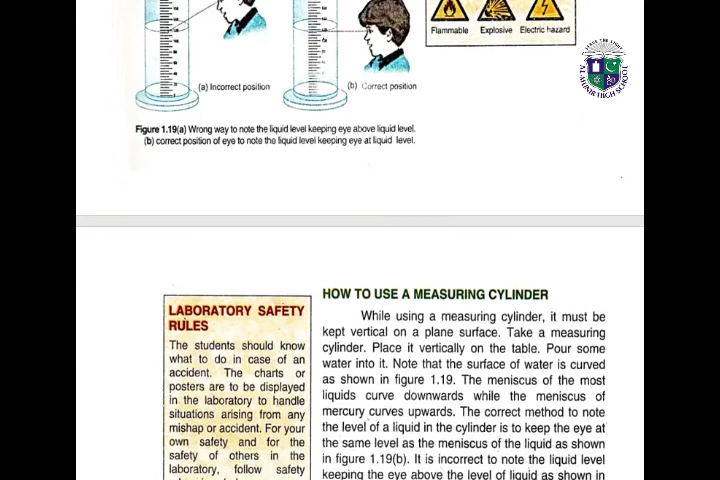 Flammable Explosive Electric hazard
(a) Incorrect position
(b) Correct position
Figure 1.19(a) Wrong way to note the liquid level keeping eye above liquid level.
(b) correct position of eye to note the liquid level keeping eye at liquid level.
HIGH SCHOOL
HOW TO USE A MEASURING CYLINDER
While using a measuring cylinder, it must be
kept vertical on a plane surface. Take a measuring
cylinder. Place it vertically on the table. Pour some
water into it. Note that the surface of water is curved
as shown in figure 1.19. The meniscus of the most
liquids curve downwards while the meniscus of
mercury curves upwards. The correct method to note
the level of a liquid in the cylinder is to keep the eye at
the same level as the meniscus of the liquid as shown
in figure 1.19(b). It is incorrect to note the liquid level
keeping the eye above the level of liquid as shown in
LABORATORY SAFETY
RULES
The students should know
what to do in case of an
accident. The charts or
posters are to be displayed
in the laboratory to handle
situations arising from any
mishap or accident. For your
own safety and for the
safety of others in the
laboratory, follow safety